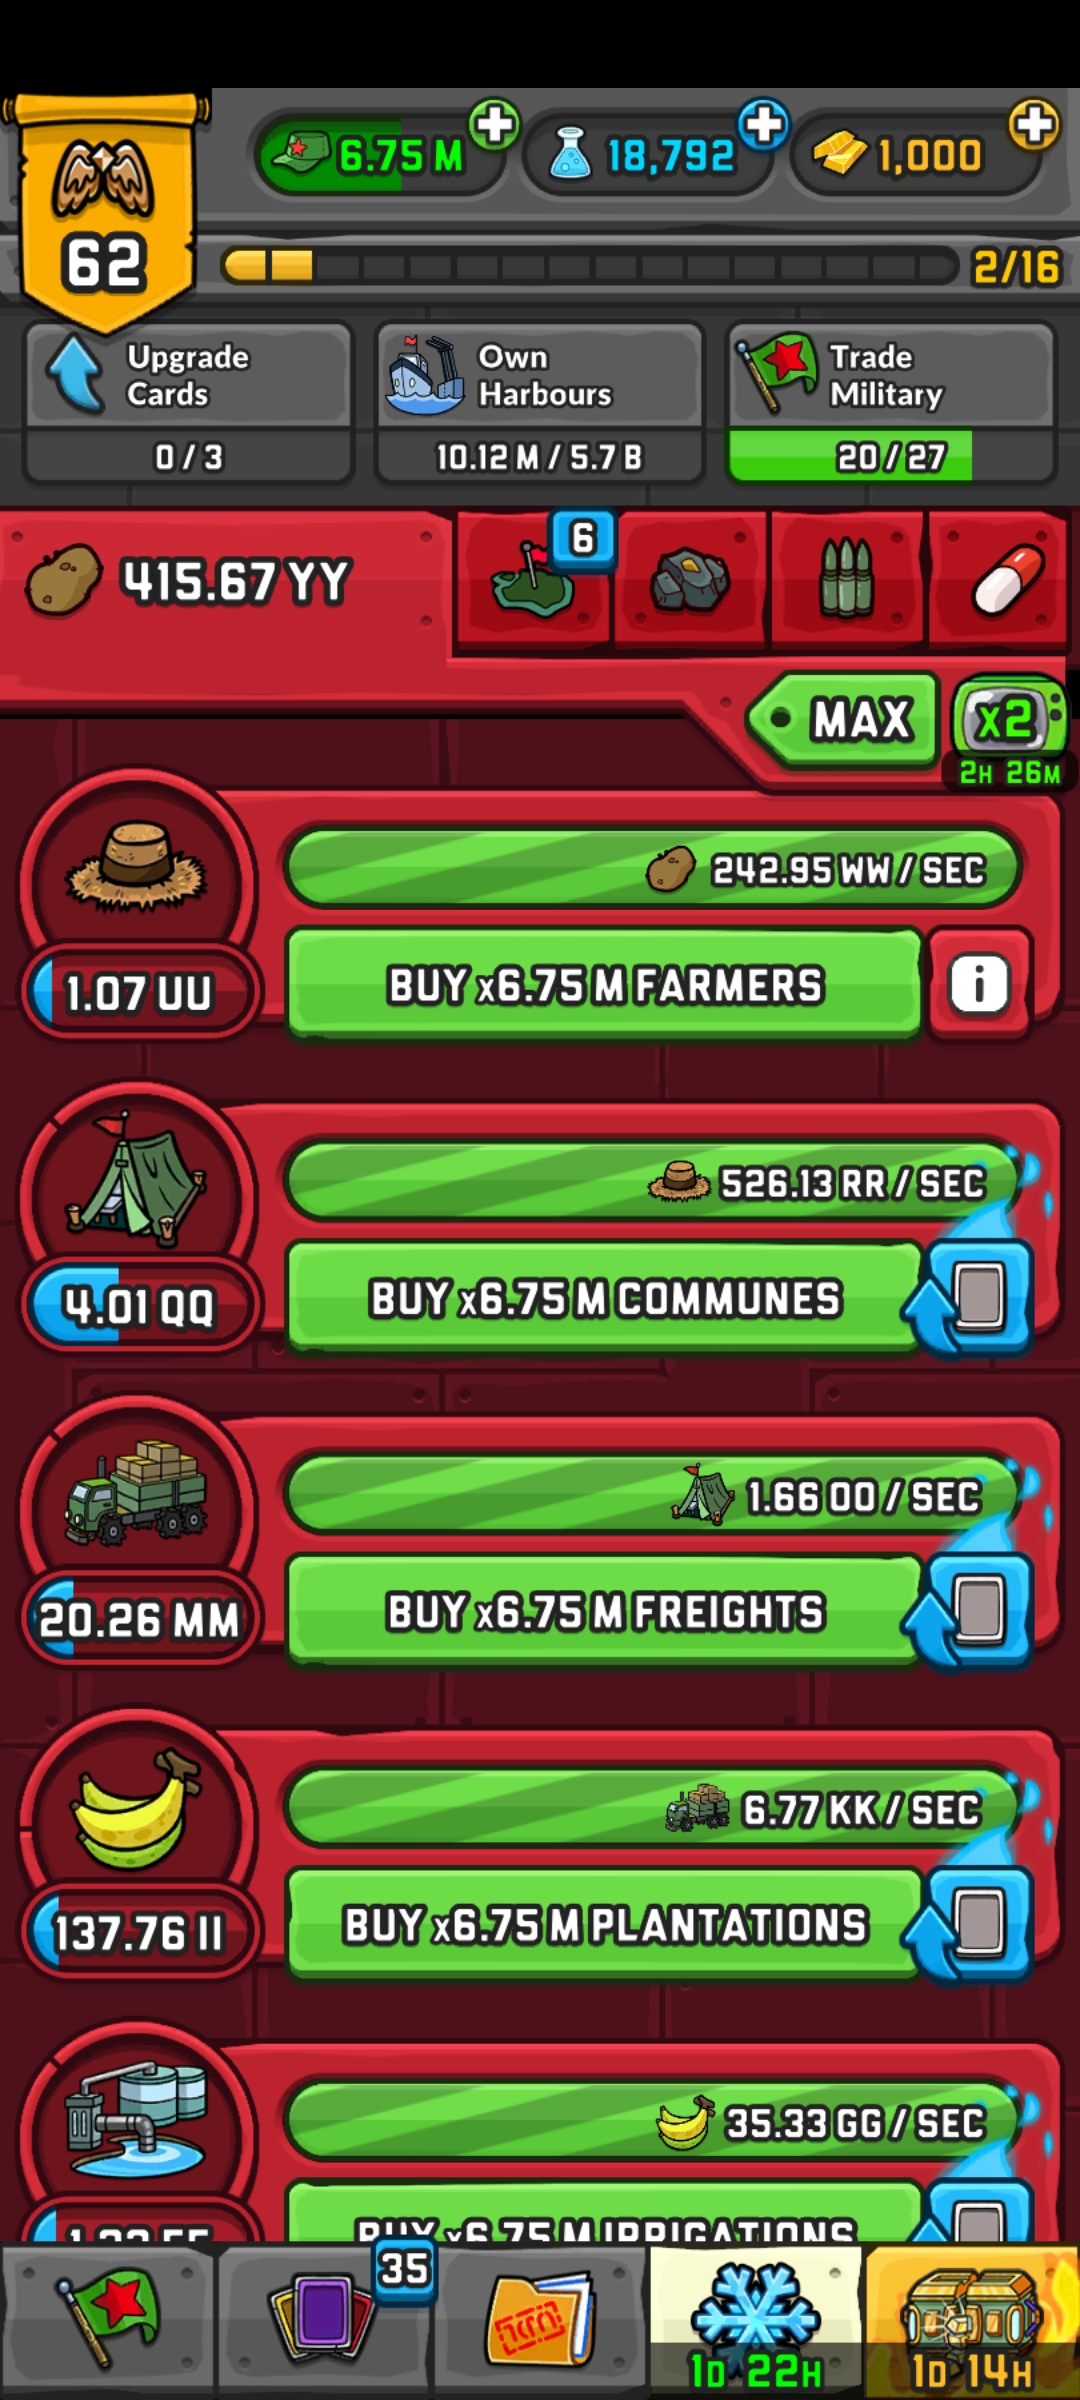 62
6.75 M
18,792
1,000
2/16
Upgrade
Cards
0 / 3
Own
Harbours
10.12 M / 5.7 B
Trade
Military
20 / 27
415.67 YY
6
MAX
x2
2H 26M
242.95 WW / SEC
1.07 UU
BUY x6.75 M FARMERS
i
526.13 RR / SEC
4.01 QQ
BUY x6.75 M COMMUNES
1.66 OO / SEC
20.26 MM
BUY x6.75 M FREIGHTS
6.77 KK / SEC
137.76 II
BUY x6.75 M PLANTATIONS
35.33 GG / SEC
BUY x6.75 M IRRIGATIONS
35
1D 22H
1D 14H